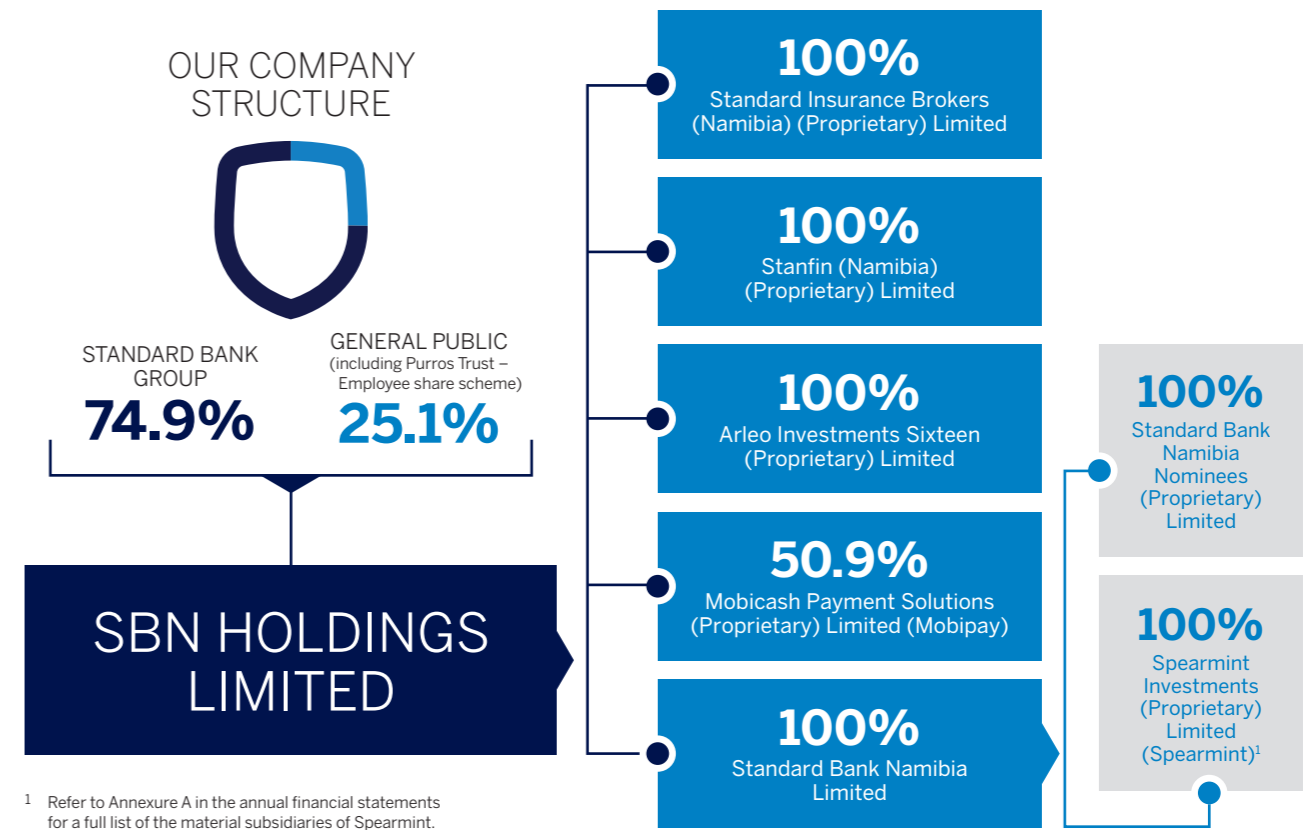 OUR COMPANY
STRUCTURE
STANDARD BANK
GROUP
74.9%
GENERAL PUBLIC
(including Purros Trust –
Employee share scheme)
25.1%
SBN HOLDINGS
LIMITED
100%
Standard Insurance Brokers
(Namibia) (Proprietary) Limited
100%
Stanfin (Namibia)
(Proprietary) Limited
100%
Arleo Investments Sixteen
(Proprietary) Limited
50.9%
Mobicash Payment Solutions
(Proprietary) Limited (Mobipay)
100%
Standard Bank Namibia
Limited
100%
Standard Bank
Namibia
Nominees
(Proprietary)
Limited
100%
Spearmint
Investments
(Proprietary)
Limited
(Spearmint)¹
1 Refer to Annexure A in the annual financial statements
for a full list of the material subsidiaries of Spearmint.